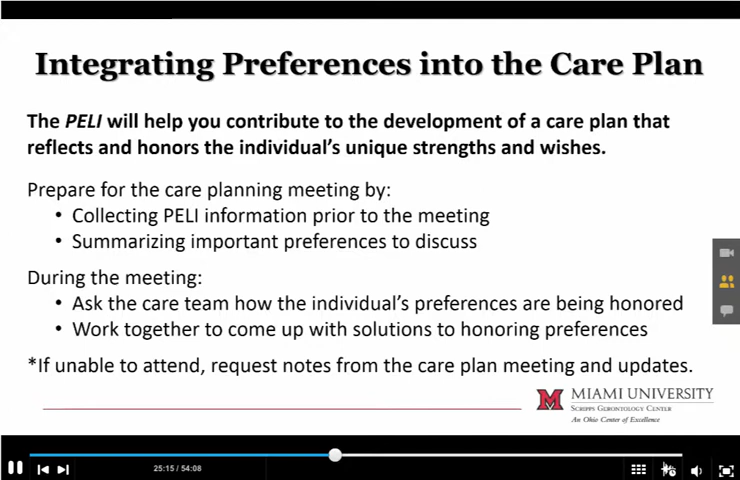 Integrating Preferences into the Care Plan
The PELI will help you contribute to the development of a care plan that
reflects and honors the individual's unique strengths and wishes.
Prepare for the care planning meeting by:
• Collecting PELI information prior to the meeting
• Summarizing important preferences to discuss
During the meeting:
• Ask the care team how the individual's preferences are being honored
• Work together to come up with solutions to honoring preferences
*If unable to attend, request notes from the care plan meeting and updates.
M MIAMI UNIVERSITY
Scripps Gerontology Center
An Ohio Center of Excellence
25:15 / 54:08